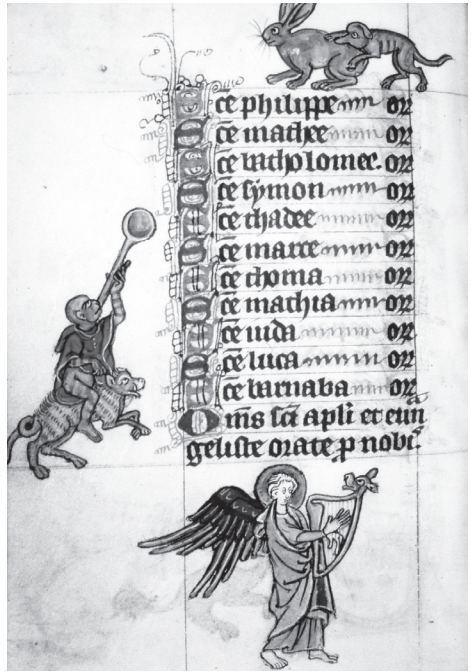 Sce philippe or
Sce mathee or
Sce bartholomee. or
Sce symon or
Sce thadee or
Sce marce or
Sce thoma or
Sce mathia or
Sce iuda or
Sce luca or
Sce barnaba or
Oms sci apli et euan
geliste orate p nobis